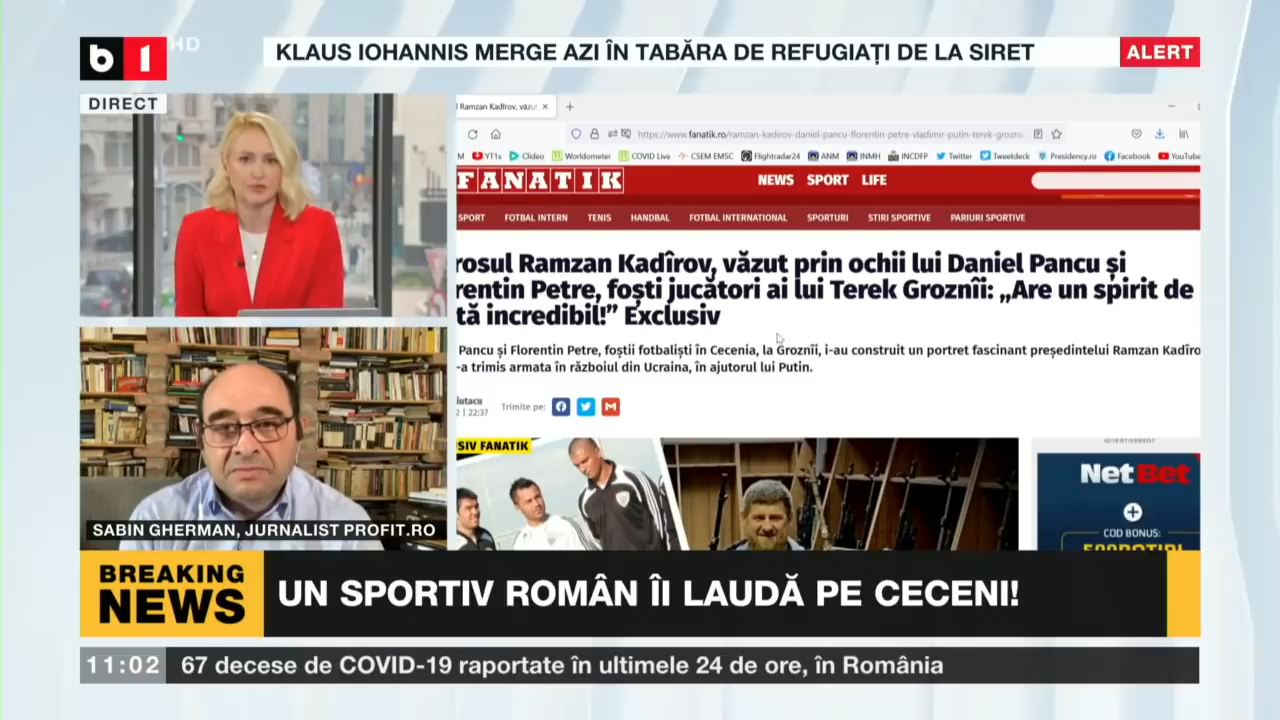 b 1 HD
KLAUS IOHANNIS MERGE AZI ÎN TABĂRA DE REFUGIAȚI DE LA SIRET
ALERT
DIRECT
Ramzan Kadîrov, văzut
https://www.fanatik.ro/ramzan-kadirov-daniel-pancu-florentin-petre-vladimir-putin-terek-grozni
M YT1s Clideo Worldometer COVID Live CSEM EMSC Flightradar24 ANM INMH INCDFP Twitter Tweetdeck Presidency.ro Facebook YouTube
FANATIK
NEWS SPORT LIFE
SPORT FOTBAL INTERN TENIS HANDBAL FOTBAL INTERNATIONAL SPORTURI STIRI SPORTIVE PARIURI SPORTIVE
rosul Ramzan Kadîrov, văzut prin ochii lui Daniel Pancu și
rentin Petre, foști jucători ai lui Terek Groznîi: „Are un spirit de
tă incredibil!” Exclusiv
Pancu și Florentin Petre, foștii fotbaliști în Cecenia, la Groznîi, i-au construit un portret fascinant președintelui Ramzan Kadîro
-a trimis armata în războiul din Ucraina, în ajutorul lui Putin.
iutacu
2 | 22:37
Trimite pe:
SIV FANATIK
ADVERTISEMENT
NetBet
COD BONUS:
SABIN GHERMAN, JURNALIST PROFIT.RO
BREAKING
NEWS
UN SPORTIV ROMÂN ÎI LAUDĂ PE CECENI!
11:02 67 decese de COVID-19 raportate în ultimele 24 de ore, în România